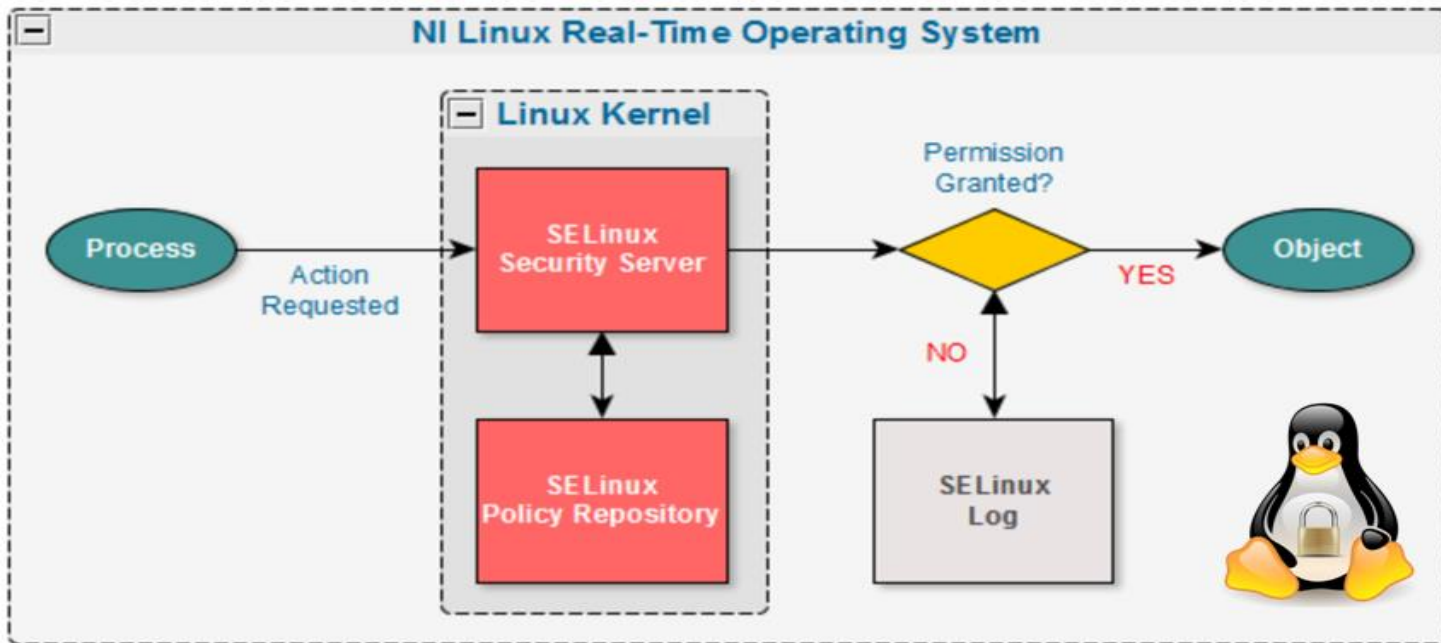 NI Linux Real-Time Operating System
Linux Kernel
Process
Action
Requested
SELinux
Security Server
SELinux
Policy Repository
Permission
Granted?
YES
Object
NO
SELinux
Log